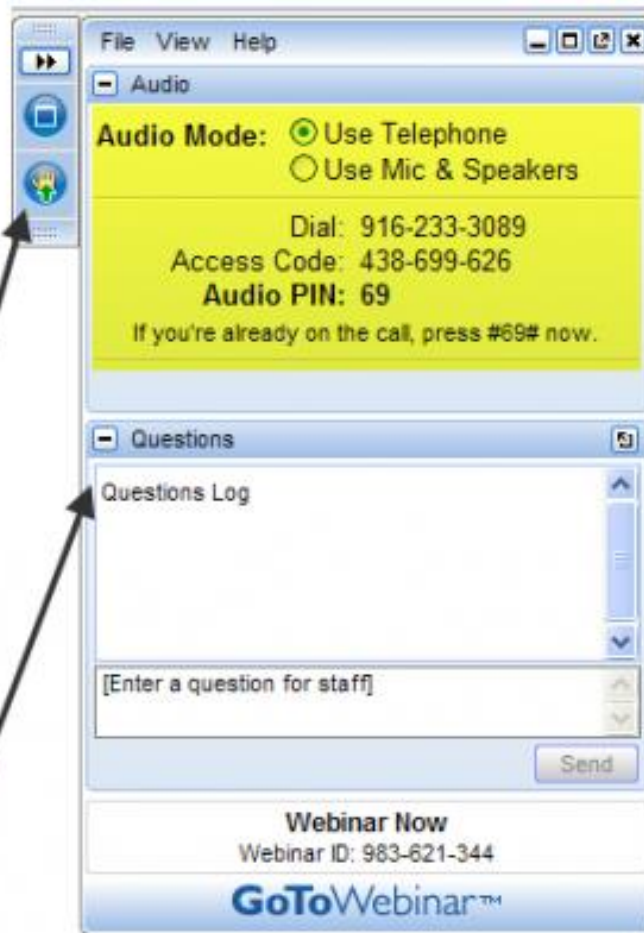 File View Help
Audio
Audio Mode: Use Telephone
Use Mic & Speakers
Dial: 916-233-3089
Access Code: 438-699-626
Audio PIN: 69
If you're already on the call, press #69# now.
Questions
Questions Log
[Enter a question for staff]
Send
Webinar Now
Webinar ID: 983-621-344
GoToWebinar™